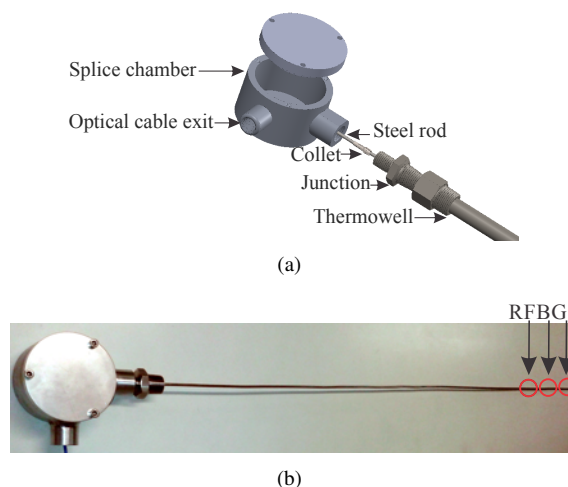 Splice chamber
Optical cable exit
Steel rod
Collet
Junction
Thermowell
(a)
RFBG
(b)